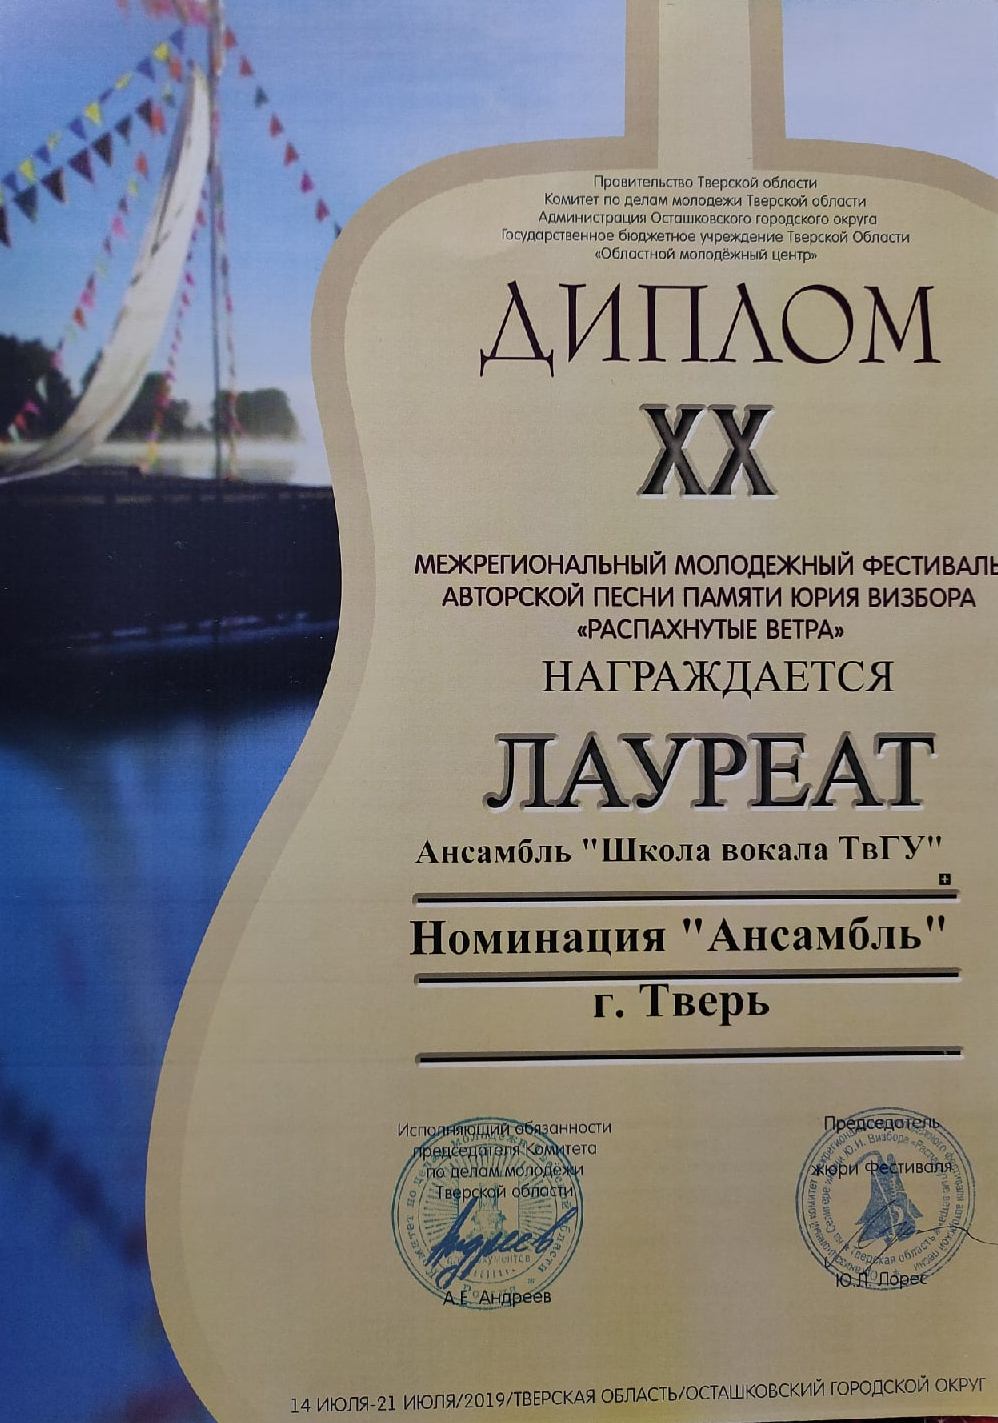 Правительство Тверской области
Комитет по делам молодежи Тверской области
Администрация Осташковского городского округа
Государственное бюджетное учреждение Тверской Области
«Областной молодёжный центр»
ДИПЛОМ
XX
МЕЖРЕГИОНАЛЬНЫЙ МОЛОДЕЖНЫЙ ФЕСТИВАЛЬ
АВТОРСКОЙ ПЕСНИ ПАМЯТИ ЮРИЯ ВИЗБОРА
«РАСПАХНУТЫЕ ВЕТРА»
НАГРАЖДАЕТСЯ
ЛАУРЕАТ
Ансамбль "Школа вокала ТвГУ"
Номинация "Ансамбль"
г. Тверь
Исполняющий обязанности
председателя Комитета
по делам молодёжи
Тверской области
А.Е. Андреев
Председатель
жюри Фестиваля
Ю.Л. Лорес
14 ИЮЛЯ-21 ИЮЛЯ/2019/ТВЕРСКАЯ ОБЛАСТЬ/ОСТАШКОВСКИЙ ГОРОДСКОЙ ОКРУГ